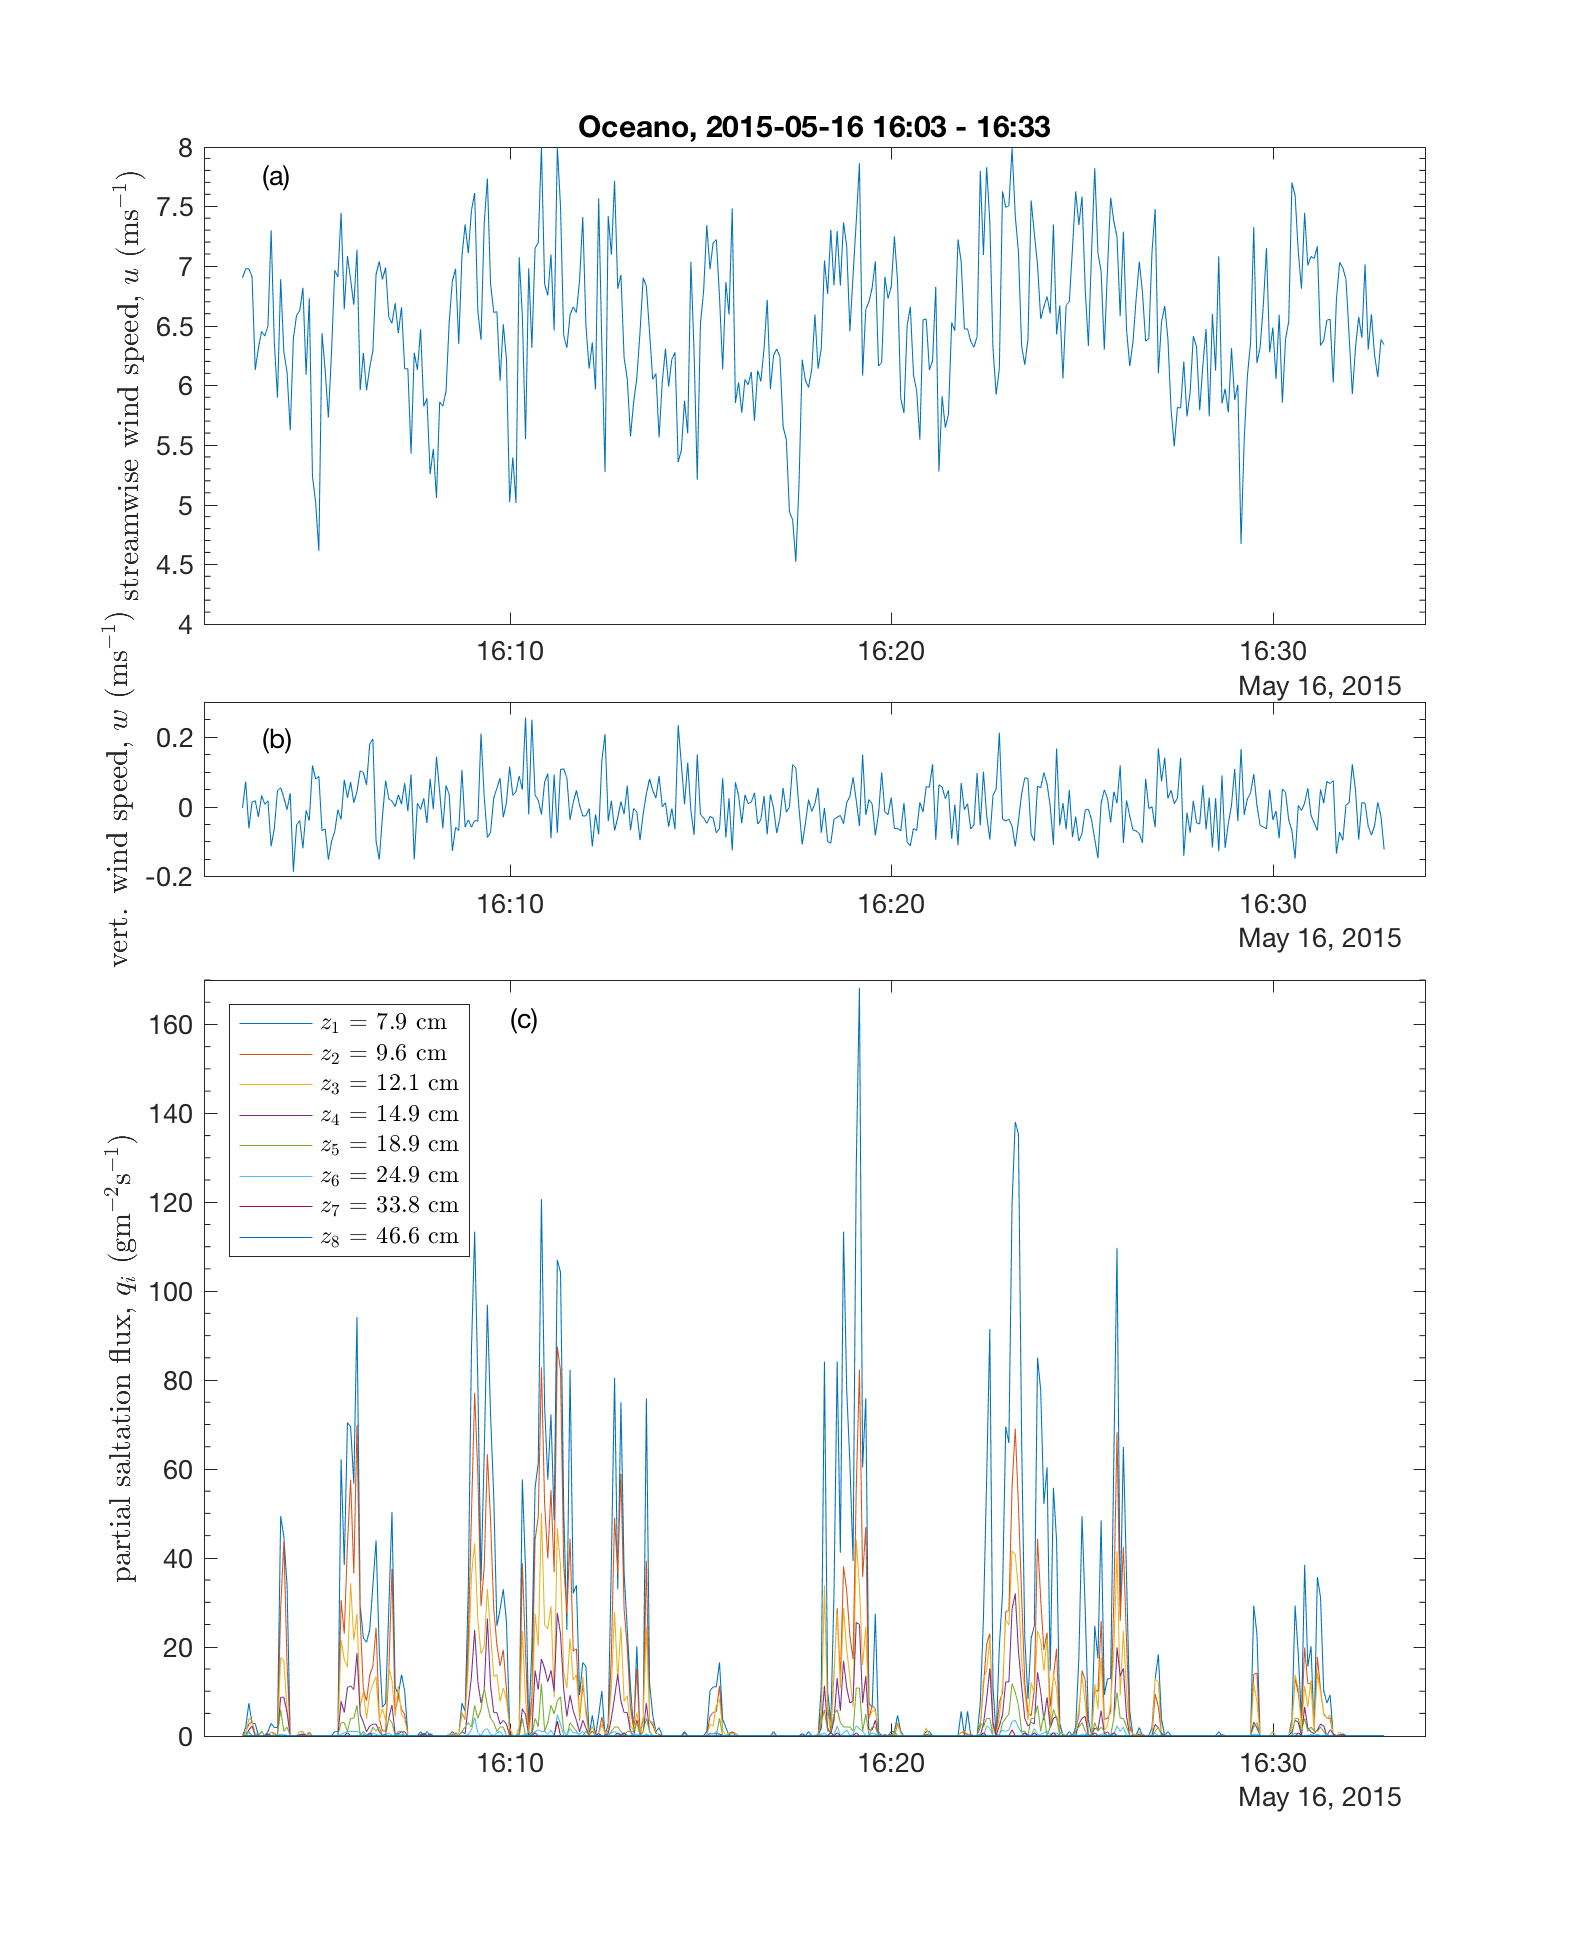 Oceano, 2015-05-16 16:03 - 16:33
(a)
streamwise wind speed, u (ms⁻¹)
8
7.5
7
6.5
6
5.5
5
4.5
4
16:10 16:20 16:30
May 16, 2015
(b)
vert. wind speed, w (ms⁻¹)
0.2
0
-0.2
16:10 16:20 16:30
May 16, 2015
(c)
partial saltation flux, qᵢ (gm⁻²s⁻¹)
160
140
120
100
80
60
40
20
0
z₁ = 7.9 cm
z₂ = 9.6 cm
z₃ = 12.1 cm
z₄ = 14.9 cm
z₅ = 18.9 cm
z₆ = 24.9 cm
z₇ = 33.8 cm
z₈ = 46.6 cm
16:10 16:20 16:30
May 16, 2015